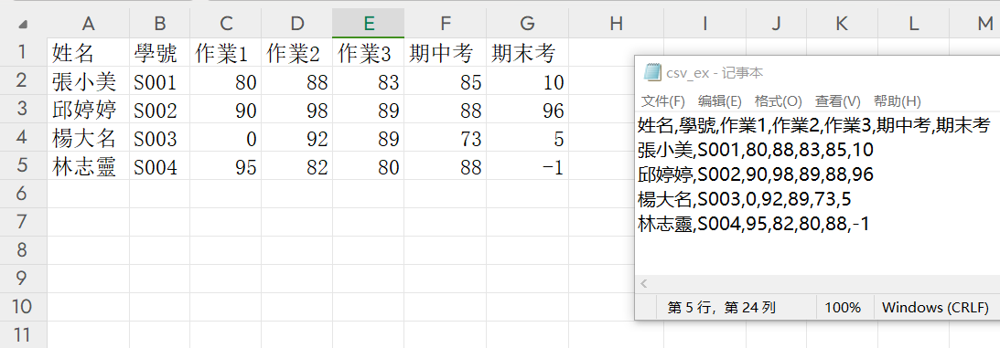 A B C D E F G H I J K L M
1 姓名 學號 作業1 作業2 作業3 期中考 期末考
2 張小美 S001 80 88 83 85 10
3 邱婷婷 S002 90 98 89 88 96
4 楊大名 S003 0 92 89 73 5
5 林志靈 S004 95 82 80 88 -1
6
7
8
9
10
11
csv_ex - 记事本
文件(F) 编辑(E) 格式(O) 查看(V) 帮助(H)
姓名,學號,作業1,作業2,作業3,期中考,期末考
張小美,S001,80,88,83,85,10
邱婷婷,S002,90,98,89,88,96
楊大名,S003,0,92,89,73,5
林志靈,S004,95,82,80,88,-1
第 5 行，第 24 列 100% Windows (CRLF)